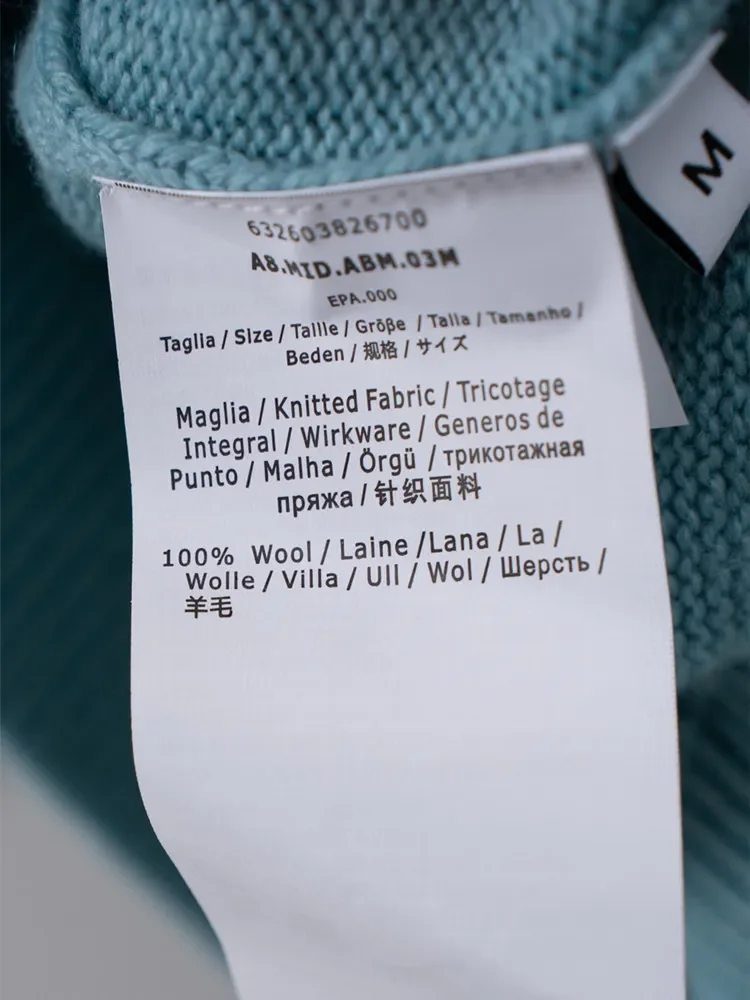 632603826700
A8.MID.ABM.03M
EPA.000
Taglia / Size / Taille / Größe / Talla / Tamanho /
Beden / 规格 / サイズ
Maglia / Knitted Fabric / Tricotage
Integral / Wirkware / Generos de
Punto / Malha / Örgü / трикотажная
пряжа / 针织面料
100% Wool / Laine /Lana / La /
Wolle / Villa / Ull / Wol / Шерсть /
羊毛
M